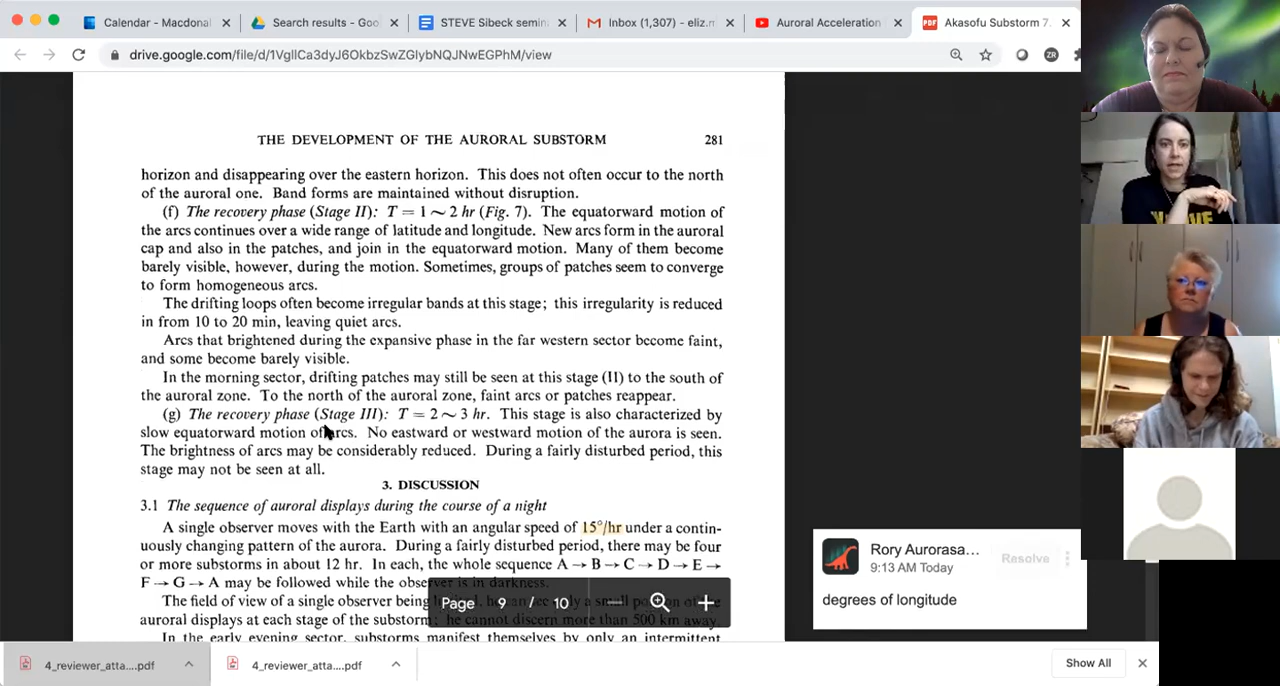 Calendar - Macdonal
Search results - Goo
STEVE Sibeck semin
Inbox (1,307) - eliz.m
Auroral Acceleration
Akasofu Substorm 7.
drive.google.com/file/d/1VgllCa3dyJ6OkbzSwZGlybNQJNwEGPhM/view
ZR
THE DEVELOPMENT OF THE AURORAL SUBSTORM 281
horizon and disappearing over the eastern horizon. This does not often occur to the north
of the auroral one. Band forms are maintained without disruption.
(f) The recovery phase (Stage II): T = 1 ~ 2 hr (Fig. 7). The equatorward motion of
the arcs continues over a wide range of latitude and longitude. New arcs form in the auroral
cap and also in the patches, and join in the equatorward motion. Many of them become
barely visible, however, during the motion. Sometimes, groups of patches seem to converge
to form homogeneous arcs.
The drifting loops often become irregular bands at this stage; this irregularity is reduced
in from 10 to 20 min, leaving quiet arcs.
Arcs that brightened during the expansive phase in the far western sector become faint,
and some become barely visible.
In the morning sector, drifting patches may still be seen at this stage (II) to the south of
the auroral zone. To the north of the auroral zone, faint arcs or patches reappear.
(g) The recovery phase (Stage III): T = 2 ~ 3 hr. This stage is also characterized by
slow equatorward motion of arcs. No eastward or westward motion of the aurora is seen.
The brightness of arcs may be considerably reduced. During a fairly disturbed period, this
stage may not be seen at all.
3. DISCUSSION
3.1 The sequence of auroral displays during the course of a night
A single observer moves with the Earth with an angular speed of 15°/hr under a contin-
uously changing pattern of the aurora. During a fairly disturbed period, there may be four
or more substorms in about 12 hr. In each, the whole sequence A → B → C → D → E →
F → G → A may be followed while the observer is in darkness.
The field of view of a single observer being
auroral displays at each stage of the substorm; he cannot discern more than 500 km away.
In the early evening sector, substorms manifest themselves by only an intermittent
Page 9 / 10
Rory Aurorasa...
9:13 AM Today
Resolve
degrees of longitude
4_reviewer_atta....pdf
4_reviewer_atta....pdf
Show All